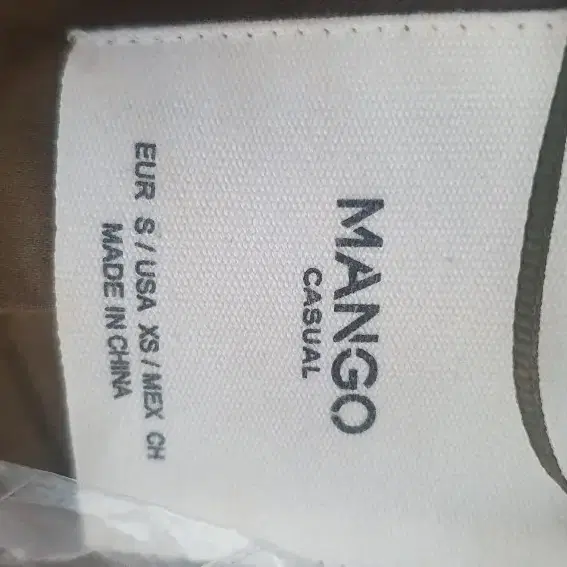 MANGO
CASUAL
EUR S / USA XS / MEX CH
MADE IN CHINA